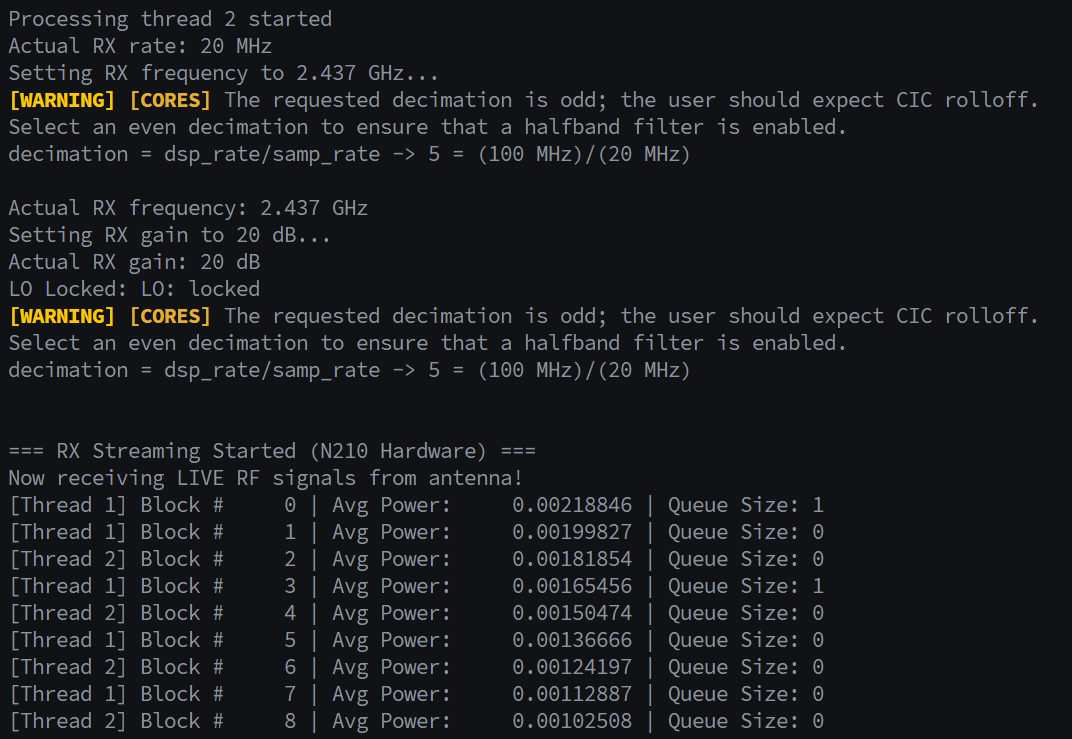 Processing thread 2 started
Actual RX rate: 20 MHz
Setting RX frequency to 2.437 GHz...
[WARNING] [CORES] The requested decimation is odd; the user should expect CIC rolloff.
Select an even decimation to ensure that a halfband filter is enabled.
decimation = dsp_rate/samp_rate -> 5 = (100 MHz)/(20 MHz)
Actual RX frequency: 2.437 GHz
Setting RX gain to 20 dB...
Actual RX gain: 20 dB
LO Locked: LO: locked
[WARNING] [CORES] The requested decimation is odd; the user should expect CIC rolloff.
Select an even decimation to ensure that a halfband filter is enabled.
decimation = dsp_rate/samp_rate -> 5 = (100 MHz)/(20 MHz)
=== RX Streaming Started (N210 Hardware) ===
Now receiving LIVE RF signals from antenna!
[Thread 1] Block #     0 | Avg Power:     0.00218846 | Queue Size: 1
[Thread 1] Block #     1 | Avg Power:     0.00199827 | Queue Size: 0
[Thread 2] Block #     2 | Avg Power:     0.00181854 | Queue Size: 0
[Thread 1] Block #     3 | Avg Power:     0.00165456 | Queue Size: 1
[Thread 2] Block #     4 | Avg Power:     0.00150474 | Queue Size: 0
[Thread 1] Block #     5 | Avg Power:     0.00136666 | Queue Size: 0
[Thread 2] Block #     6 | Avg Power:     0.00124197 | Queue Size: 0
[Thread 1] Block #     7 | Avg Power:     0.00112887 | Queue Size: 0
[Thread 2] Block #     8 | Avg Power:     0.00102508 | Queue Size: 0